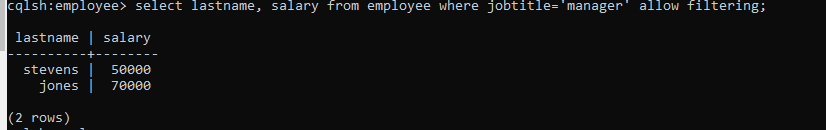 cqlsh:employee> select lastname, salary from employee where jobtitle='manager' allow filtering;
lastname | salary
----------+--------
stevens | 50000
jones | 70000
(2 rows)